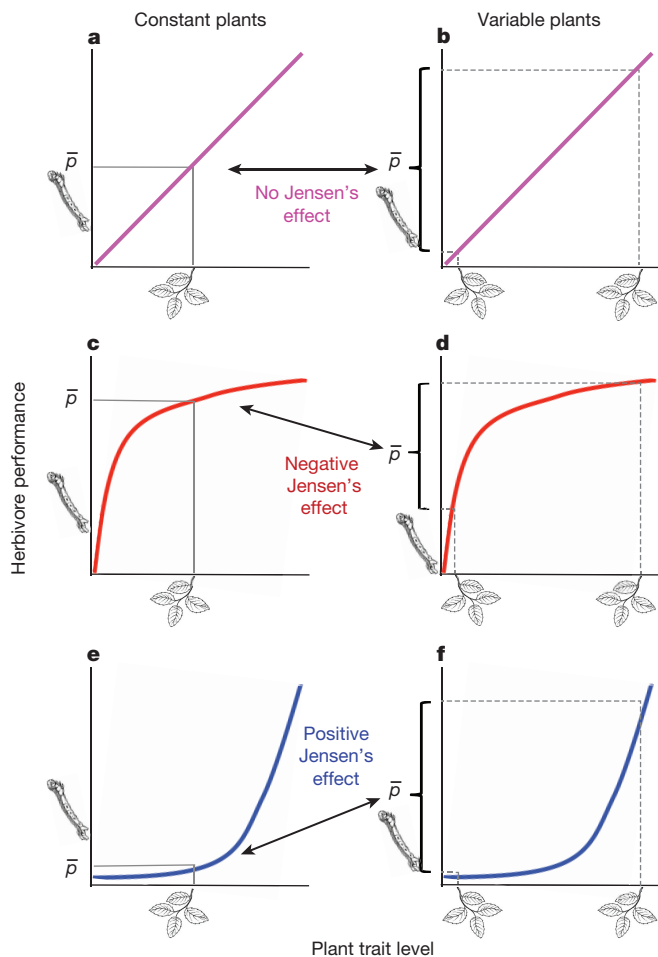 Constant plants
Variable plants
a
b
p̅
p̅
No Jensen's
effect
c
d
p̅
p̅
Negative
Jensen's
effect
Herbivore performance
e
f
Positive
Jensen's
effect
p̅
p̅
Plant trait level